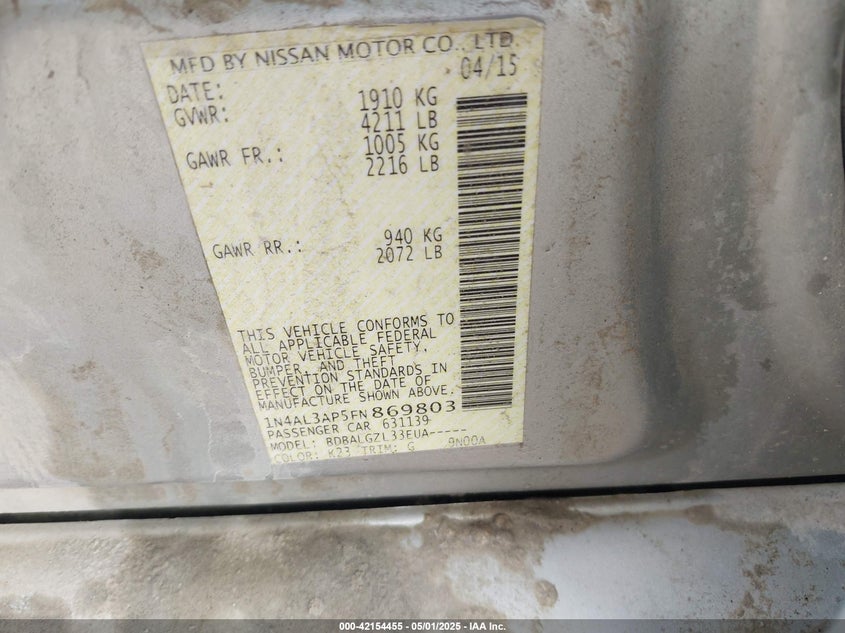 MFD BY NISSAN MOTOR CO., LTD.
DATE: 04/15
GVWR: 1910 KG
4211 LB
GAWR FR.: 1005 KG
2216 LB
GAWR RR.: 940 KG
2072 LB
THIS VEHICLE CONFORMS TO
ALL APPLICABLE FEDERAL
MOTOR VEHICLE SAFETY,
BUMPER, AND THEFT
PREVENTION STANDARDS IN
EFFECT ON THE DATE OF
MANUFACTURE SHOWN ABOVE.
1N4AL3AP5FN869803
PASSENGER CAR 631139
MODEL: BDBALGZL33EUA-----
COLOR: K23 TRIM: G 9N00A
000-42154455 - 05/01/2025 - IAA Inc.